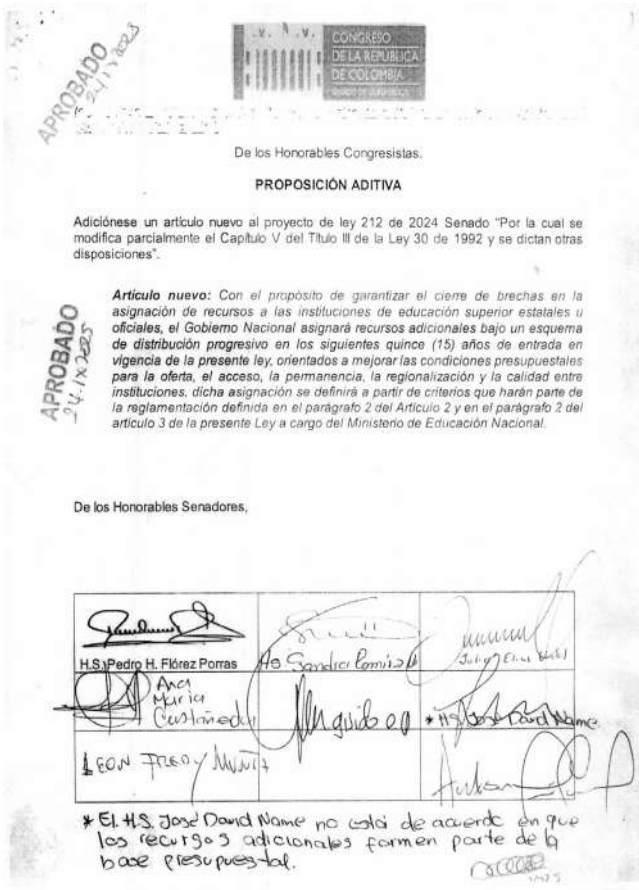 APROBADO
24.IX.2025
CONGRESO
DE LA REPÚBLICA
DE COLOMBIA
De los Honorables Congresistas.
PROPOSICIÓN ADITIVA
Adiciónese un artículo nuevo al proyecto de ley 212 de 2024 Senado "Por la cual se
modifica parcialmente el Capítulo V del Título III de la Ley 30 de 1992 y se dictan otras
disposiciones".
APROBADO
24.IX.2025
Artículo nuevo: Con el propósito de garantizar el cierre de brechas en la
asignación de recursos a las instituciones de educación superior estatales u
oficiales, el Gobierno Nacional asignará recursos adicionales bajo un esquema
de distribución progresivo en los siguientes quince (15) años de entrada en
vigencia de la presente ley, orientados a mejorar las condiciones presupuestales
para la oferta, el acceso, la permanencia, la regionalización y la calidad entre
instituciones, dicha asignación se definirá a partir de criterios que harán parte de
la reglamentación definida en el parágrafo 2 del Artículo 2 y en el parágrafo 2 del
artículo 3 de la presente Ley a cargo del Ministerio de Educación Nacional.
De los Honorables Senadores,
H.S. Pedro H. Flórez Porras
HS Sandra Ramírez
Julio Elias
Ana
María
Castañeda
* HS José David Name
LEON FREDY MUÑOZ
* El H.S. José David Name no está de acuerdo en que
los recursos adicionales formen parte de la
base presupuestal.